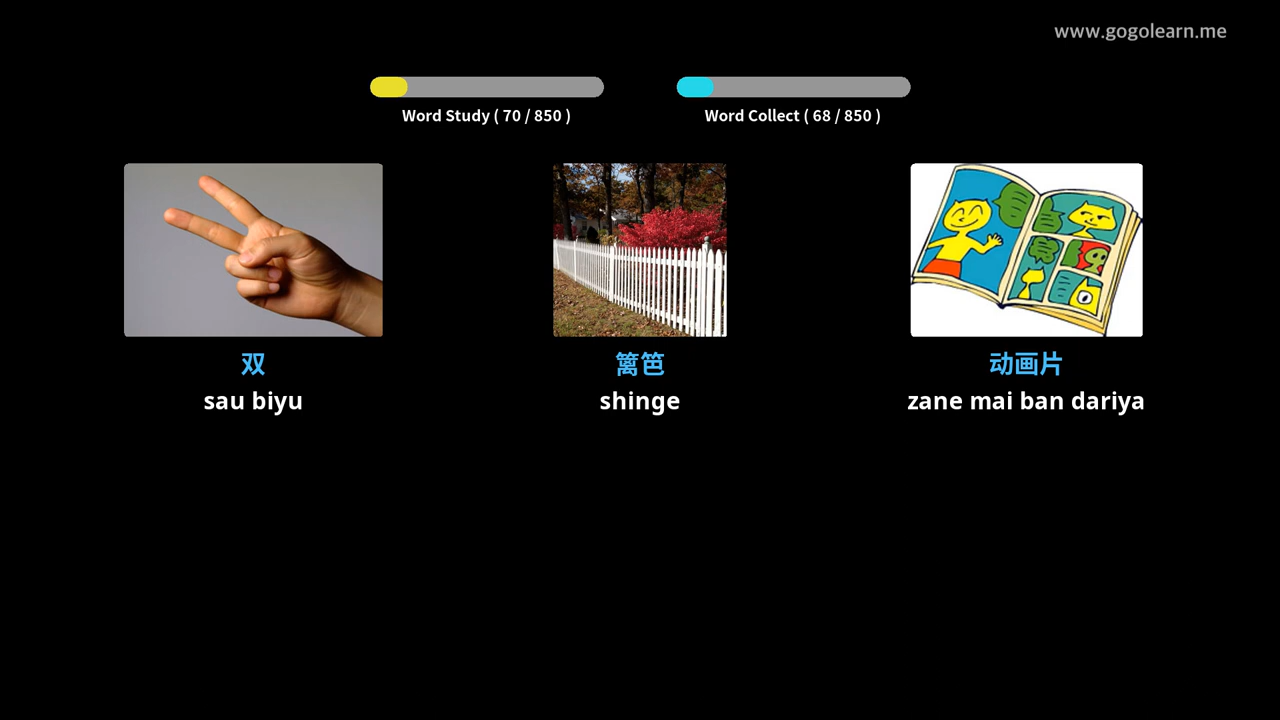 www.gogolearn.me
Word Study ( 70 / 850 )
Word Collect ( 68 / 850 )
双
篱笆
动画片
sau biyu
shinge
zane mai ban dariya